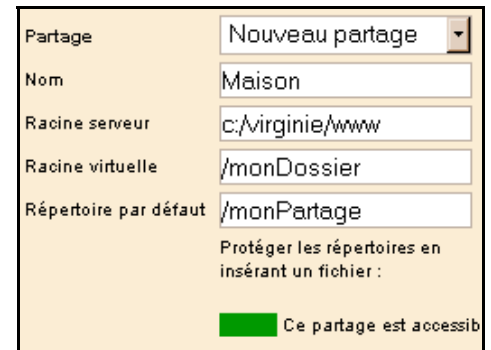 Partage Nouveau partage
Nom Maison
Racine serveur c:/virginie/www
Racine virtuelle /monDossier
Répertoire par défaut /monPartage
Protéger les répertoires en
insérant un fichier :
Ce partage est accessib